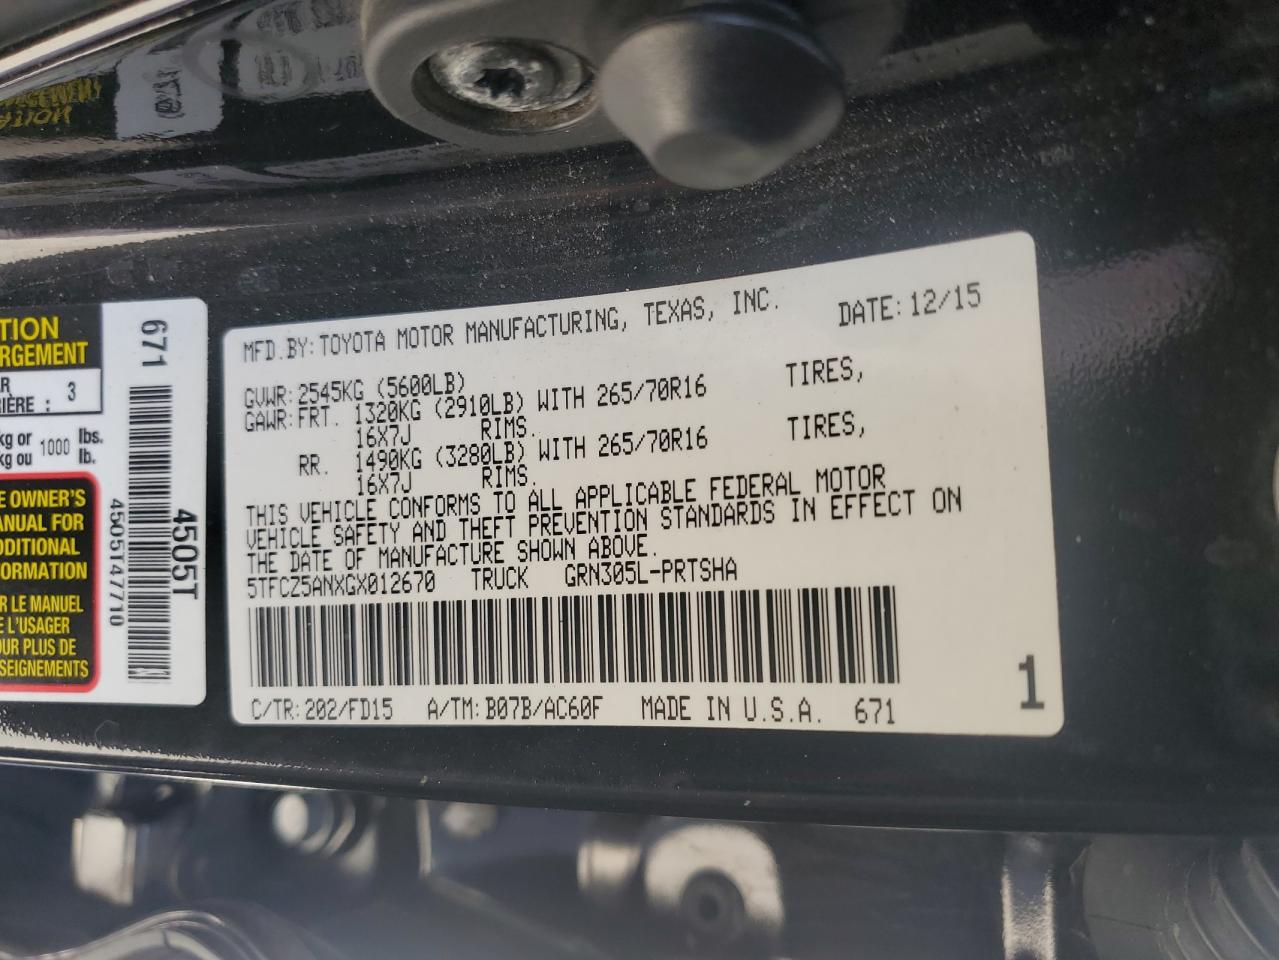 TION
RGEMENT
AR
IÈRE : 3
kg or 1000 lbs.
kg ou lb.
E OWNER'S
ANUAL FOR
DDITIONAL
ORMATION
R LE MANUEL
E L'USAGER
OUR PLUS DE
SEIGNEMENTS
671
4505T
4505T47710
MFD.BY:TOYOTA MOTOR MANUFACTURING, TEXAS, INC. DATE:12/15
GVWR:2545KG (5600LB)
GAWR:FRT. 1320KG (2910LB) WITH 265/70R16 TIRES,
16X7J RIMS.
RR. 1490KG (3280LB) WITH 265/70R16 TIRES,
16X7J RIMS.
THIS VEHICLE CONFORMS TO ALL APPLICABLE FEDERAL MOTOR
VEHICLE SAFETY AND THEFT PREVENTION STANDARDS IN EFFECT ON
THE DATE OF MANUFACTURE SHOWN ABOVE.
5TFCZ5ANXGX012670 TRUCK GRN305L-PRTSHA
C/TR:202/FD15 A/TM:B07B/AC60F MADE IN U.S.A. 671
1